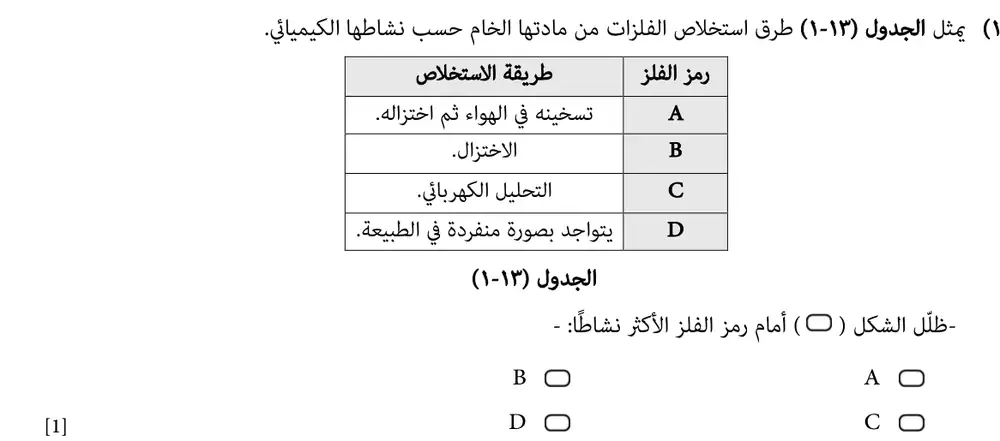 ١) يمثل الجدول (١٣-١) طرق استخلاص الفلزات من مادتها الخام حسب نشاطها الكيميائي.
رمز الفلز طريقة الاستخلاص
A تسخينه في الهواء ثم اختزاله.
B الاختزال.
C التحليل الكهربائي.
D يتواجد بصورة منفردة في الطبيعة.
الجدول (١٣-١)
-ظلّل الشكل ( ) أمام رمز الفلز الأكثر نشاطًا: -
A B
C D [1]